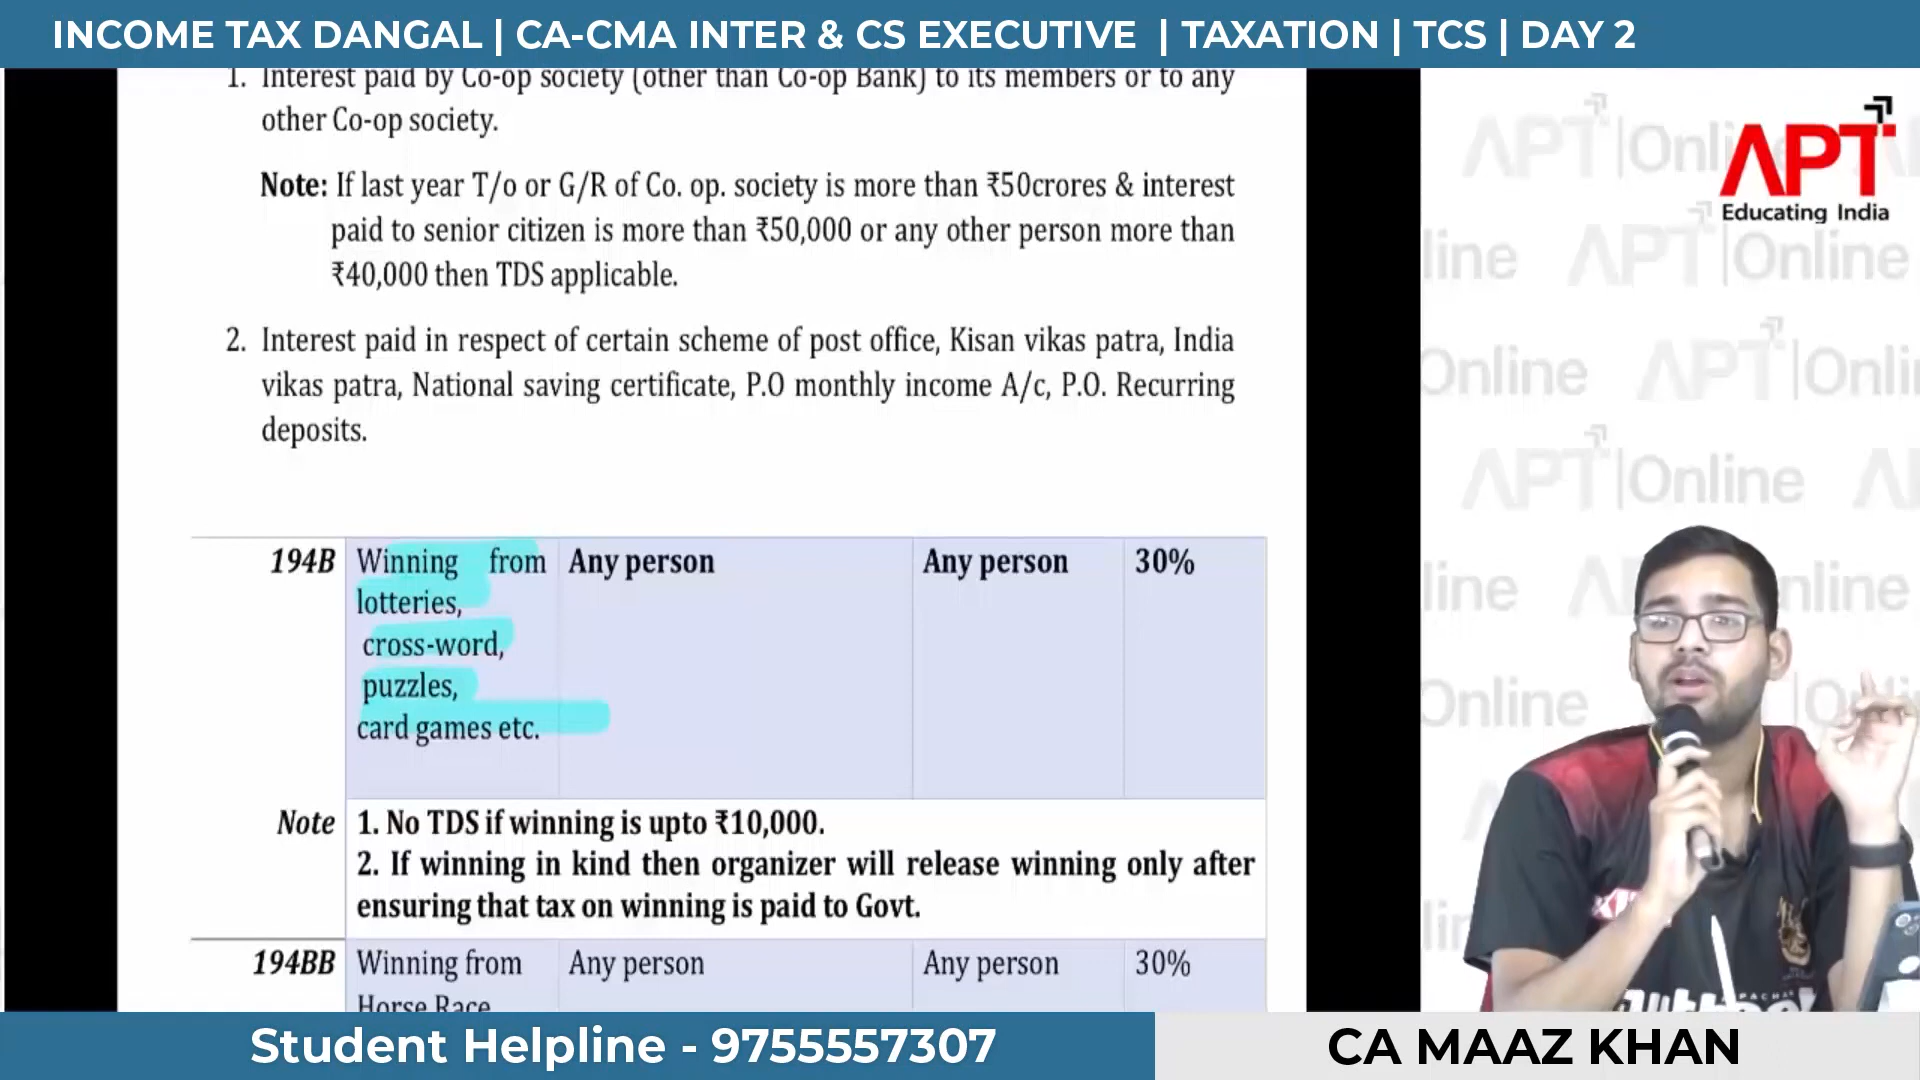 INCOME TAX DANGAL | CA-CMA INTER & CS EXECUTIVE | TAXATION | TCS | DAY 2
1. Interest paid by Co-op society (other than Co-op Bank) to its members or to any
other Co-op society.
Note: If last year T/o or G/R of Co. op. society is more than ₹50crores & interest
paid to senior citizen is more than ₹50,000 or any other person more than
₹40,000 then TDS applicable.
2. Interest paid in respect of certain scheme of post office, Kisan vikas patra, India
vikas patra, National saving certificate, P.O monthly income A/c, P.O. Recurring
deposits.
194B Winning from Any person Any person 30%
lotteries,
cross-word,
puzzles,
card games etc.
Note 1. No TDS if winning is upto ₹10,000.
2. If winning in kind then organizer will release winning only after
ensuring that tax on winning is paid to Govt.
194BB Winning from Any person Any person 30%
Horse Race
APT
Educating India
APT|Online
Student Helpline - 9755557307
CA MAAZ KHAN